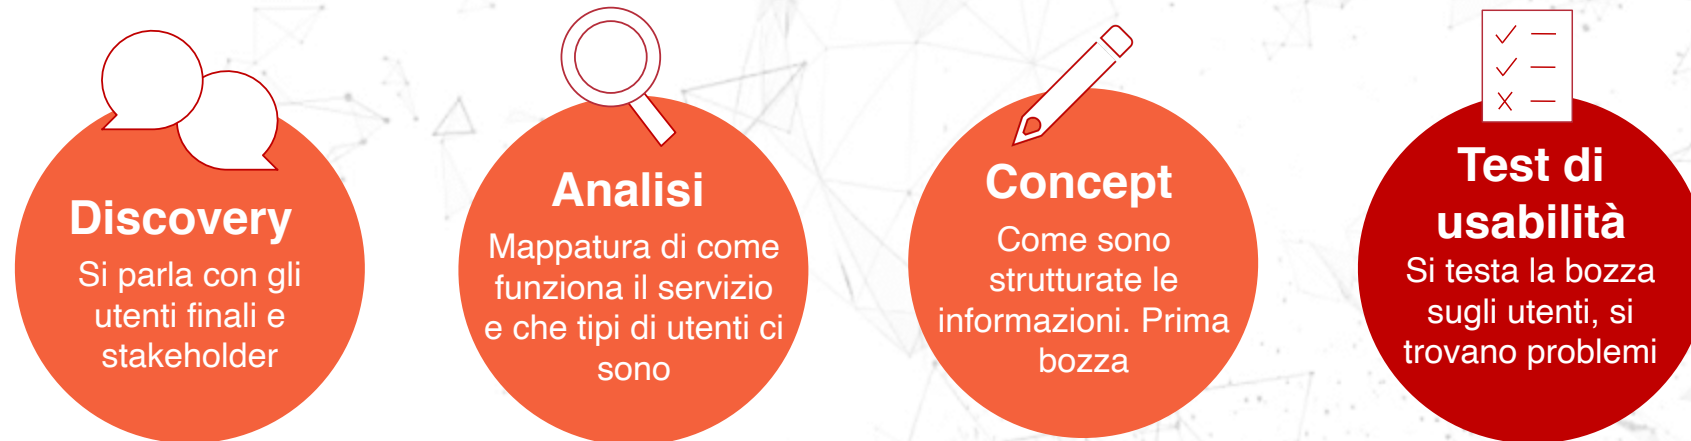 Discovery
Si parla con gli
utenti finali e
stakeholder
Analisi
Mappatura di come
funziona il servizio
e che tipi di utenti ci
sono
Concept
Come sono
strutturate le
informazioni. Prima
bozza
Test di
usabilità
Si testa la bozza
sugli utenti, si
trovano problemi